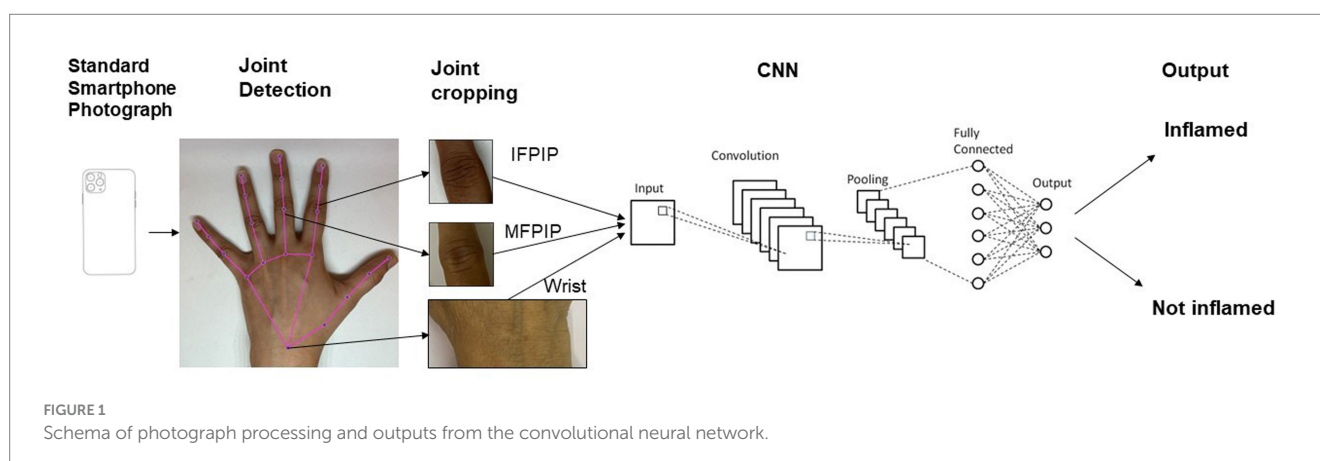 Standard
Smartphone
Photograph
Joint
Detection
Joint
cropping
CNN
Output
IFPIP
MFPIP
Wrist
Input
Convolution
Pooling
Fully
Connected
Output
Inflamed
Not inflamed
FIGURE 1
Schema of photograph processing and outputs from the convolutional neural network.